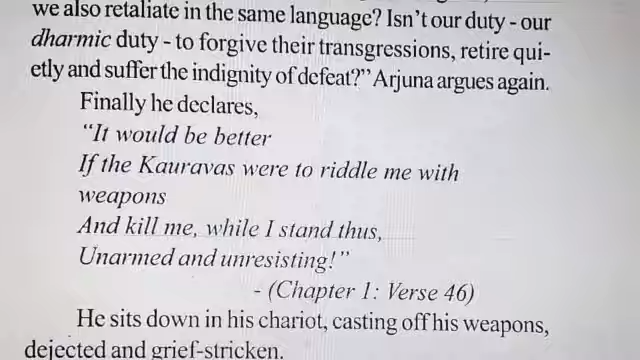 we also retaliate in the same language? Isn't our duty - our
dharmic duty - to forgive their transgressions, retire qui-
etly and suffer the indignity of defeat?" Arjuna argues again.
Finally he declares,
"It would be better
If the Kauravas were to riddle me with
weapons
And kill me, while I stand thus,
Unarmed and unresisting!"
- (Chapter 1: Verse 46)
He sits down in his chariot, casting off his weapons,
dejected and grief-stricken.